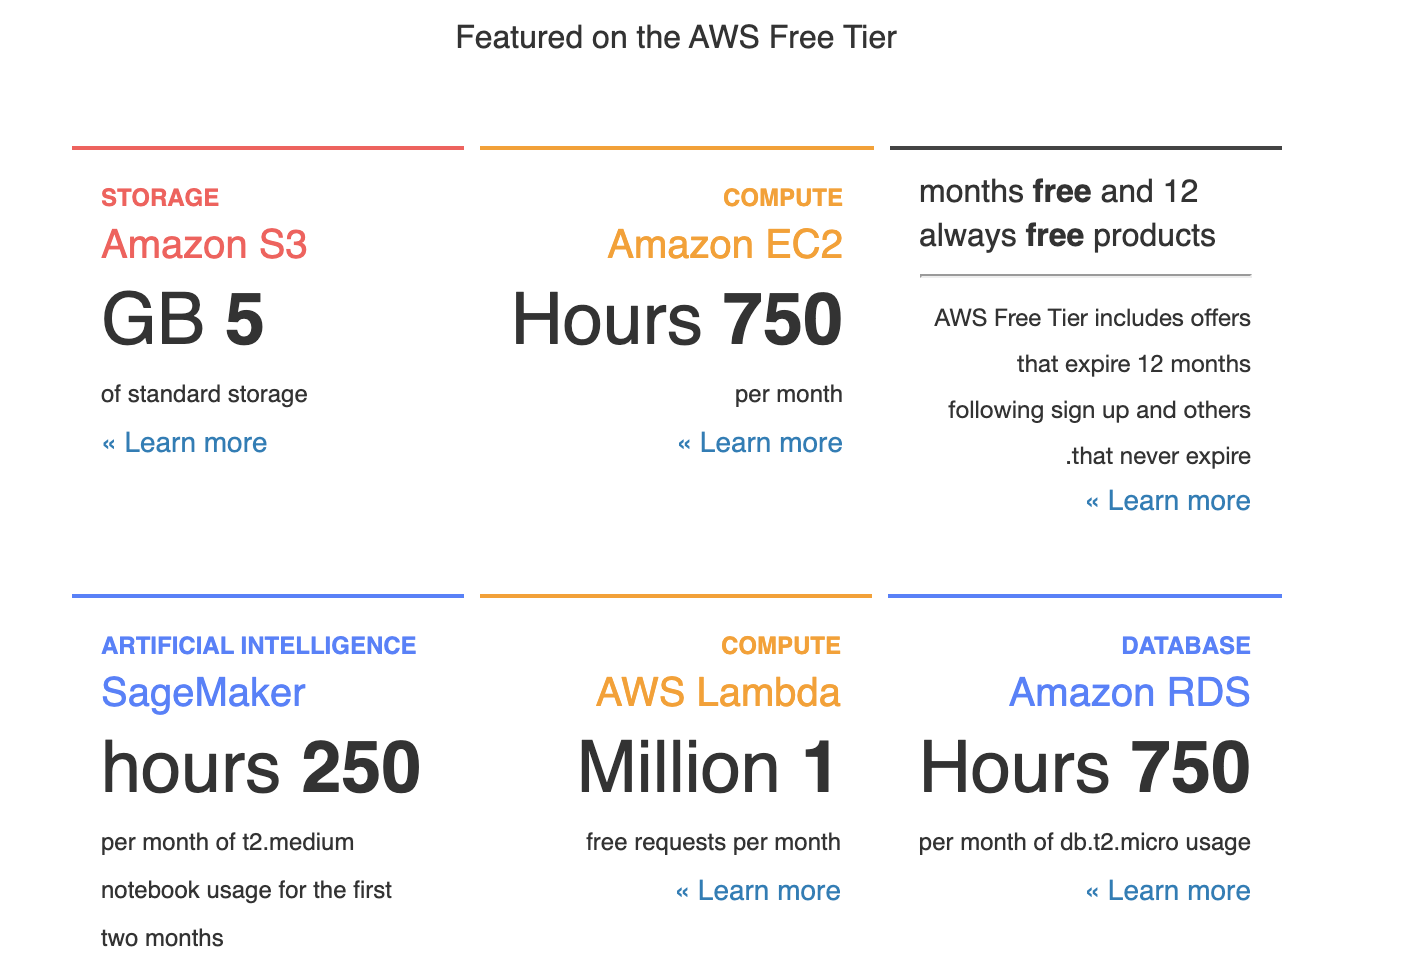 Featured on the AWS Free Tier
STORAGE
Amazon S3
GB 5
of standard storage
« Learn more
COMPUTE
Amazon EC2
Hours 750
per month
« Learn more
months free and 12
always free products
AWS Free Tier includes offers
that expire 12 months
following sign up and others
.that never expire
« Learn more
ARTIFICIAL INTELLIGENCE
SageMaker
hours 250
per month of t2.medium
notebook usage for the first
two months
COMPUTE
AWS Lambda
Million 1
free requests per month
« Learn more
DATABASE
Amazon RDS
Hours 750
per month of db.t2.micro usage
« Learn more